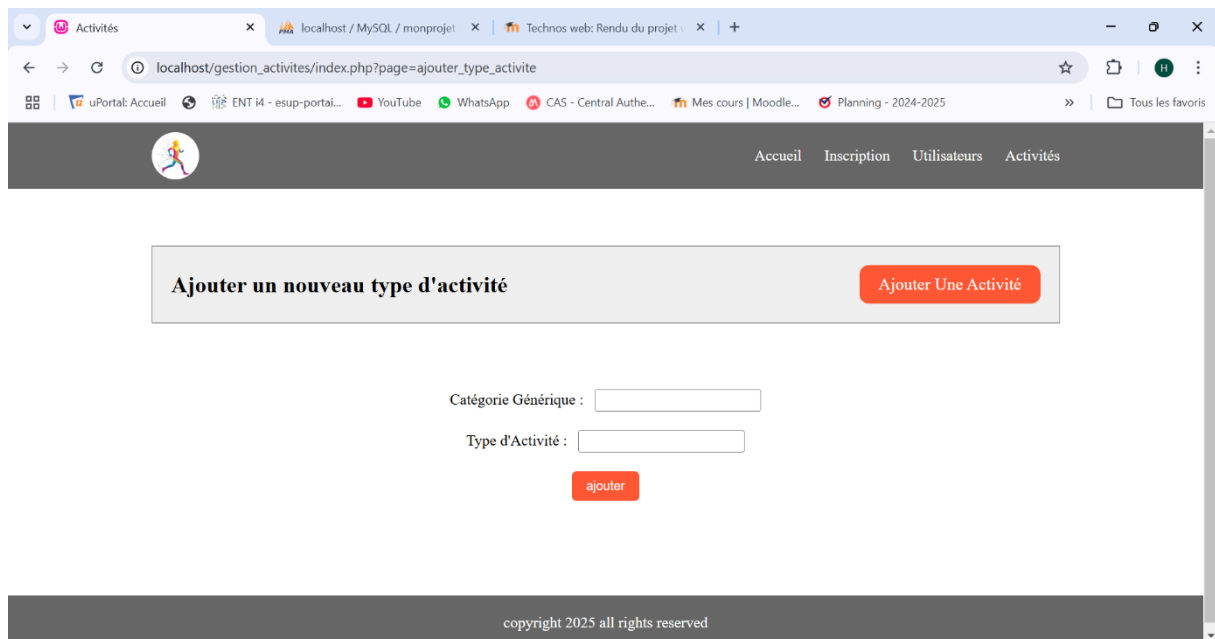 Activités
localhost / MySQL / monprojet
Technos web: Rendu du projet
localhost/gestion_activites/index.php?page=ajouter_type_activite
H
uPortal: Accueil ENT i4 - esup-portai... YouTube WhatsApp CAS - Central Authe... Mes cours | Moodle... Planning - 2024-2025 » Tous les favoris
Accueil Inscription Utilisateurs Activités
Ajouter un nouveau type d'activité
Ajouter Une Activité
Catégorie Générique :
Type d'Activité :
ajouter
copyright 2025 all rights reserved